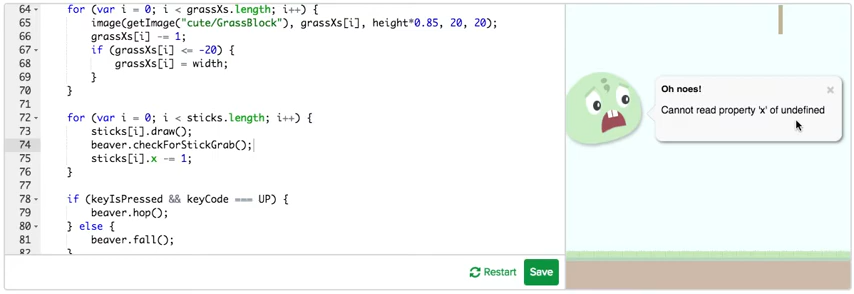 64 for (var i = 0; i < grassXs.length; i++) {
65 image(getImage("cute/GrassBlock"), grassXs[i], height*0.85, 20, 20);
66 grassXs[i] -= 1;
67 if (grassXs[i] <= -20) {
68 grassXs[i] = width;
69 }
70 }
71
72 for (var i = 0; i < sticks.length; i++) {
73 sticks[i].draw();
74 beaver.checkForStickGrab();
75 sticks[i].x -= 1;
76 }
77
78 if (keyIsPressed && keyCode === UP) {
79 beaver.hop();
80 } else {
81 beaver.fall();
82 }
Restart Save
Oh noes! ×
Cannot read property 'x' of undefined